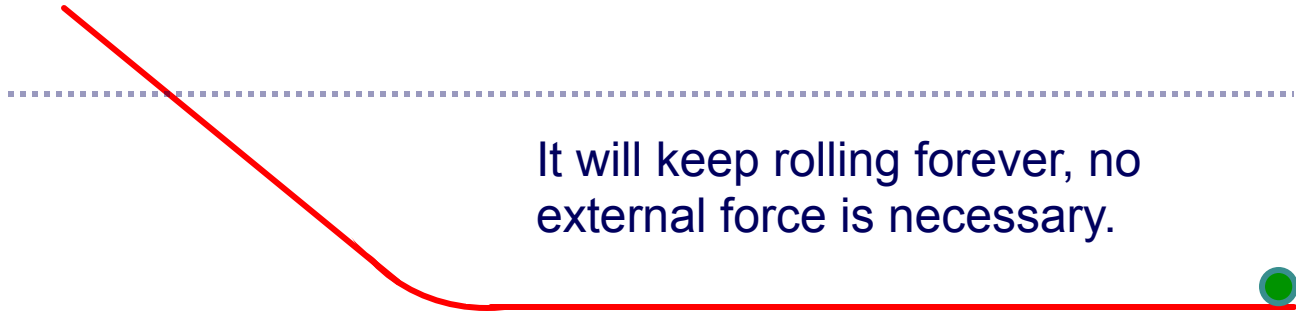 It will keep rolling forever, no
external force is necessary.